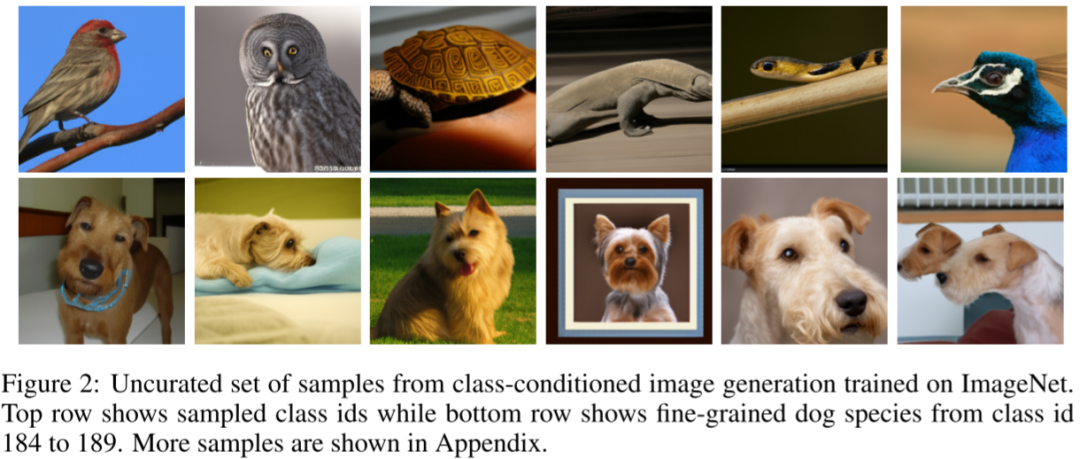 Figure 2: Uncurated set of samples from class-conditioned image generation trained on ImageNet.
Top row shows sampled class ids while bottom row shows fine-grained dog species from class id
184 to 189. More samples are shown in Appendix.